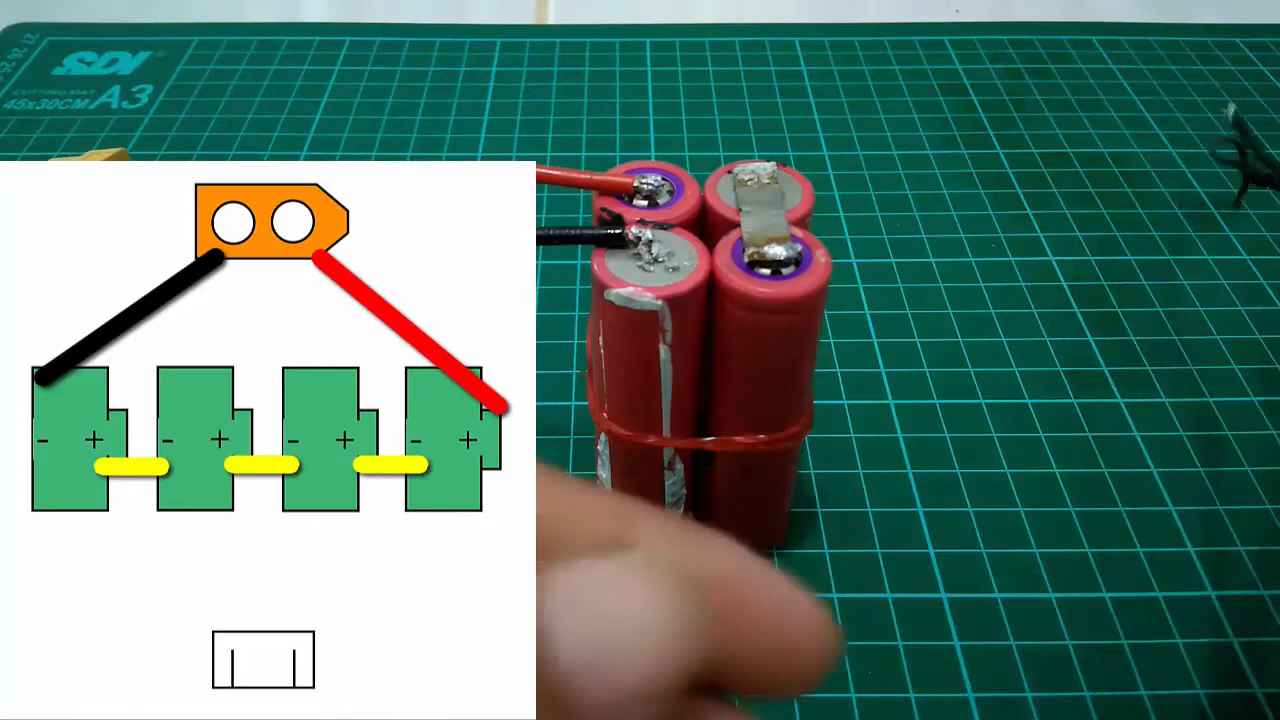 SDI
CUTTING MAT
45x30CM A3
- + - + - + - +